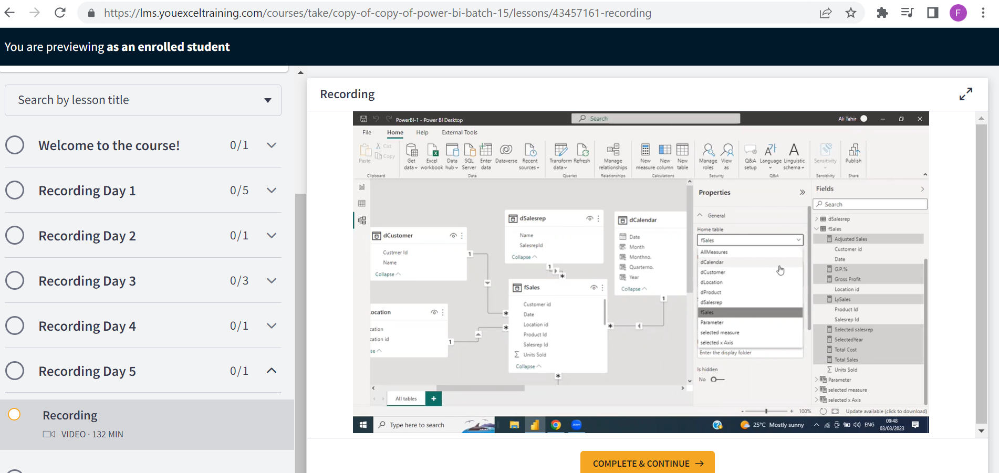 https://lms.youexceltraining.com/courses/take/copy-of-copy-of-power-bi-batch-15/lessons/43457161-recording
F
You are previewing as an enrolled student
Search by lesson title
Welcome to the course! 0/1
Recording Day 1 0/5
Recording Day 2 0/1
Recording Day 3 0/3
Recording Day 4 0/1
Recording Day 5 0/1
Recording
VIDEO · 132 MIN
Recording
PowerBI-1 - Power BI Desktop
Search
Ali Tahir
File Home Help External Tools
Paste
Cut
Copy
Clipboard
Get data
Excel workbook
Data hub
SQL Server
Enter data
Dataverse
Recent sources
Data
Transform data
Refresh
Queries
Manage relationships
Relationships
New measure
New column
New table
Calculations
Manage roles
View as
Security
Q&A setup
Language
Linguistic schema
Q&A
Sensitivity
Sensitivity
Publish
Share
dCustomer
Custmer Id
Name
Collapse
1
ocation
cation
cation id
se
1
dSalesrep
Name
SalesrepId
Collapse
1
*
fSales
Customer id
Date
Location id
Product Id
Salesrep Id
Σ Units Sold
Collapse
*
*
*
*
dCalendar
Date
Month
Monthno.
Quarterno.
Year
Collapse
1
All tables
+
Properties
General
Home table
fSales
AllMeasures
dCalendar
dCustomer
dLocation
dProduct
dSalesrep
fSales
Parameter
selected measure
selected x Axis
Enter the display folder
Is hidden
No
Fields
Search
dSalesrep
fSales
Adjusted Sales
Customer id
Date
G.P.%
Gross Profit
Location id
LySales
Product Id
Salesrep Id
Selected salesrep
SelectedYear
Total Cost
Total Sales
Σ Units Sold
Parameter
selected measure
selected x Axis
- + 100% Update available (click to download)
Type here to search
zoom
25°C Mostly sunny
ENG
09:48
03/03/2023
COMPLETE & CONTINUE →